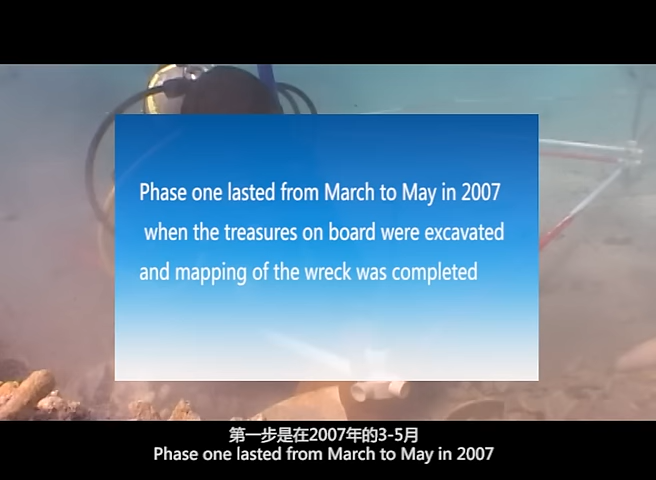 Phase one lasted from March to May in 2007
when the treasures on board were excavated
and mapping of the wreck was completed
第一步是在2007年的3-5月
Phase one lasted from March to May in 2007